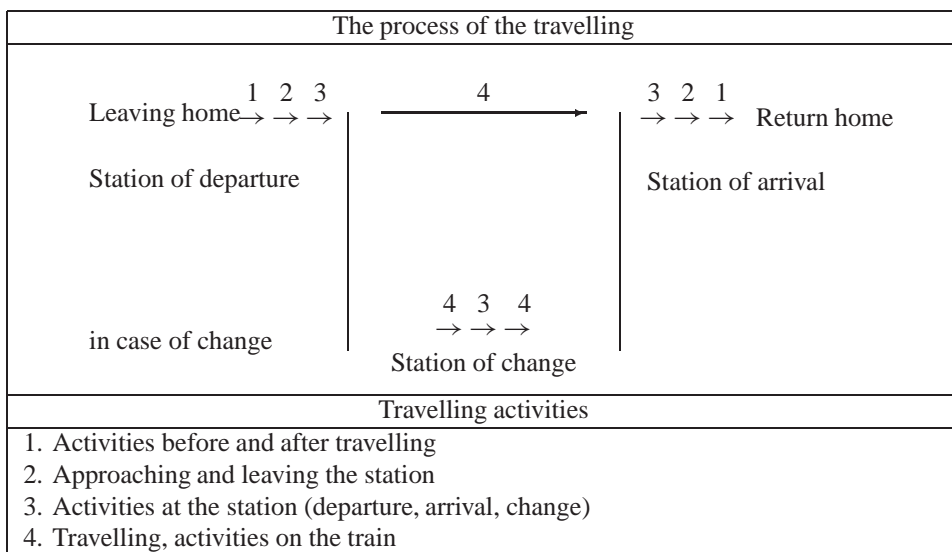 The process of the travelling
1 2 3 4 3 2 1
Leaving home → → → → → → Return home
Station of departure Station of arrival
4 3 4
→ → →
in case of change
Station of change
Travelling activities
1. Activities before and after travelling
2. Approaching and leaving the station
3. Activities at the station (departure, arrival, change)
4. Travelling, activities on the train